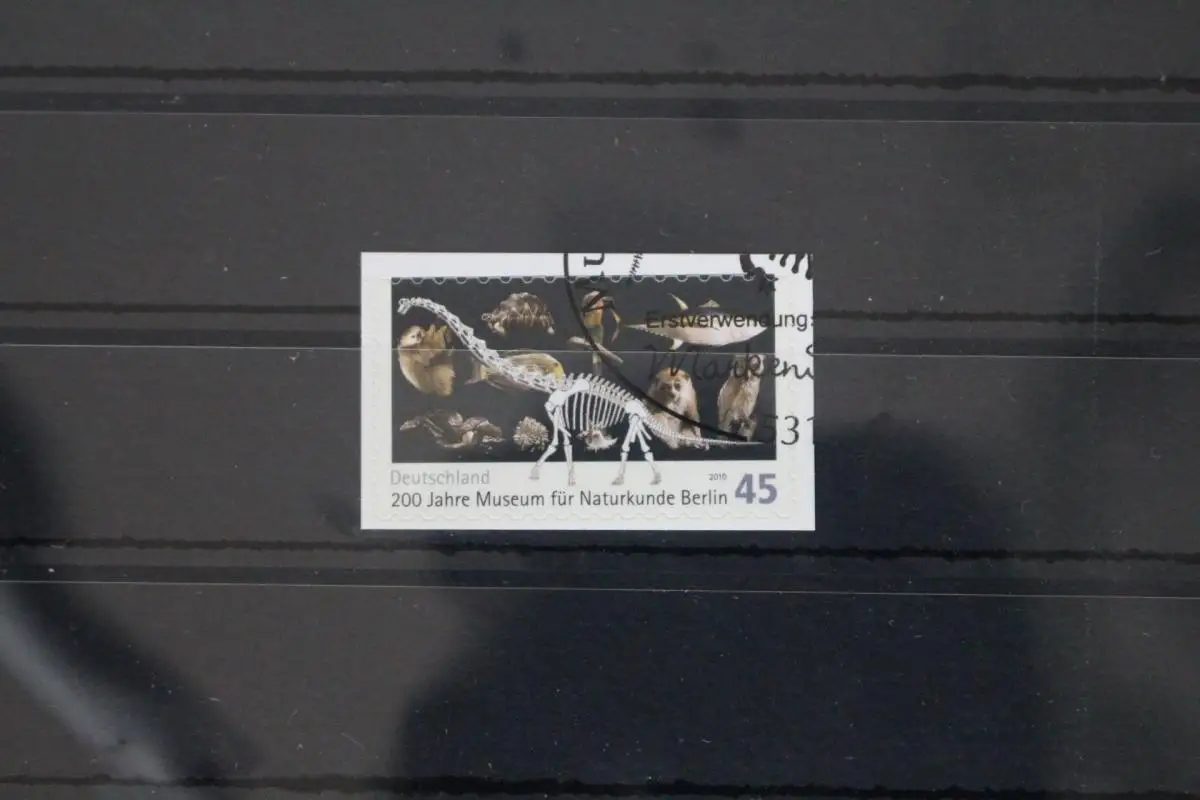 Erstverwendung
Marken
531
Deutschland
2010
200 Jahre Museum für Naturkunde Berlin
45